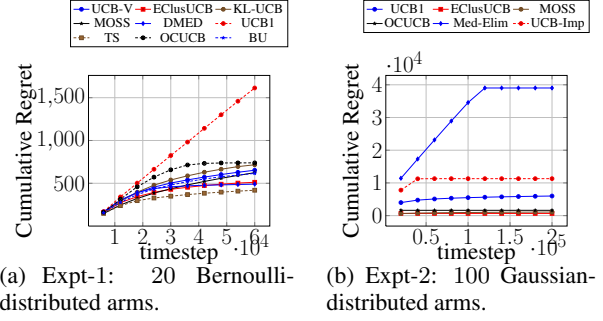 UCB-V EClusUCB KL-UCB
MOSS DMED UCB1
TS OCUCB BU
Cumulative Regret
1,500
1,000
500
1 2 3 4 5 6
·10^4
timestep
(a) Expt-1: 20 Bernoulli-
distributed arms.
UCB1 EClusUCB MOSS
OCUCB Med-Elim UCB-Imp
·10^4
Cumulative Regret
4
3
2
1
0
0.5 1 1.5 2
·10^5
timestep
(b) Expt-2: 100 Gaussian-
distributed arms.